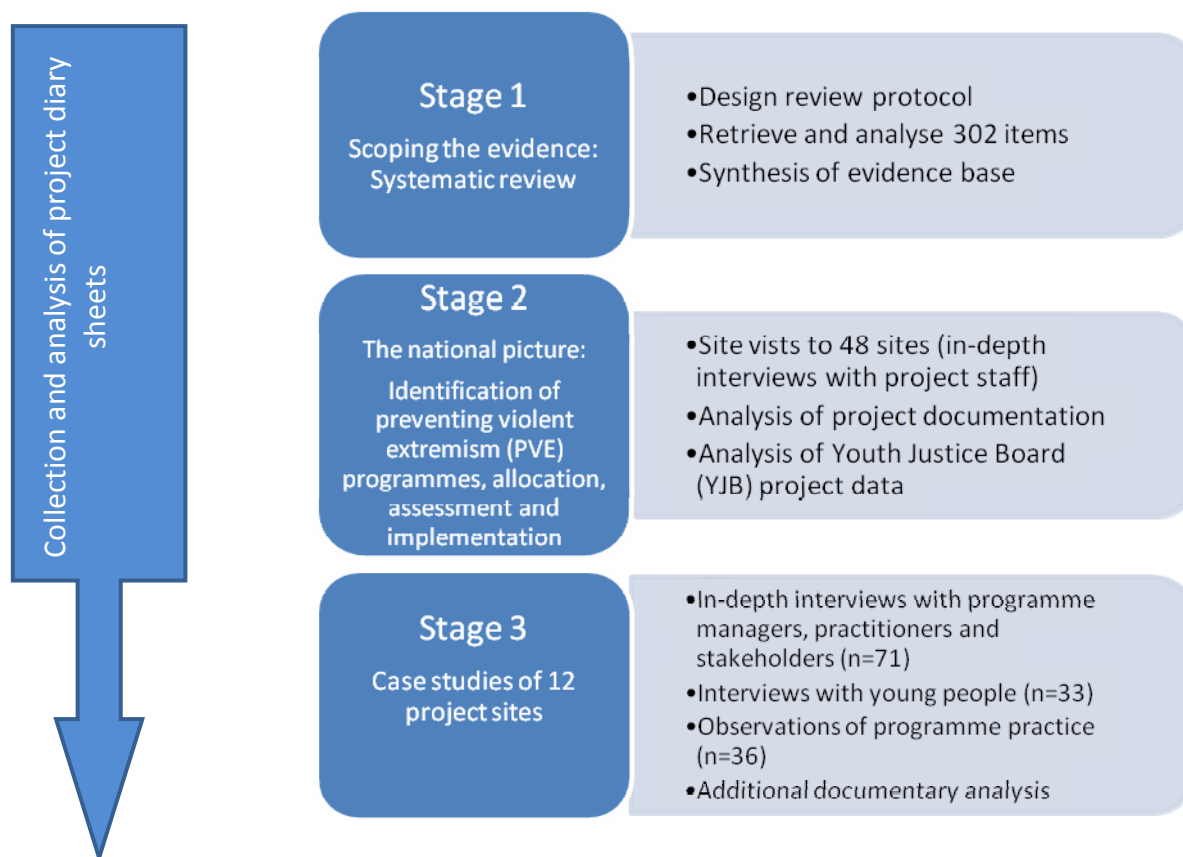 Collection and analysis of project diary
sheets
Stage 1
Scoping the evidence:
Systematic review
•Design review protocol
•Retrieve and analyse 302 items
•Synthesis of evidence base
Stage 2
The national picture:
Identification of
preventing violent
extremism (PVE)
programmes, allocation,
assessment and
implementation
•Site vists to 48 sites (in-depth
interviews with project staff)
•Analysis of project documentation
•Analysis of Youth Justice Board
(YJB) project data
Stage 3
Case studies of 12
project sites
•In-depth interviews with programme
managers, practitioners and
stakeholders (n=71)
•Interviews with young people (n=33)
•Observations of programme practice
(n=36)
•Additional documentary analysis